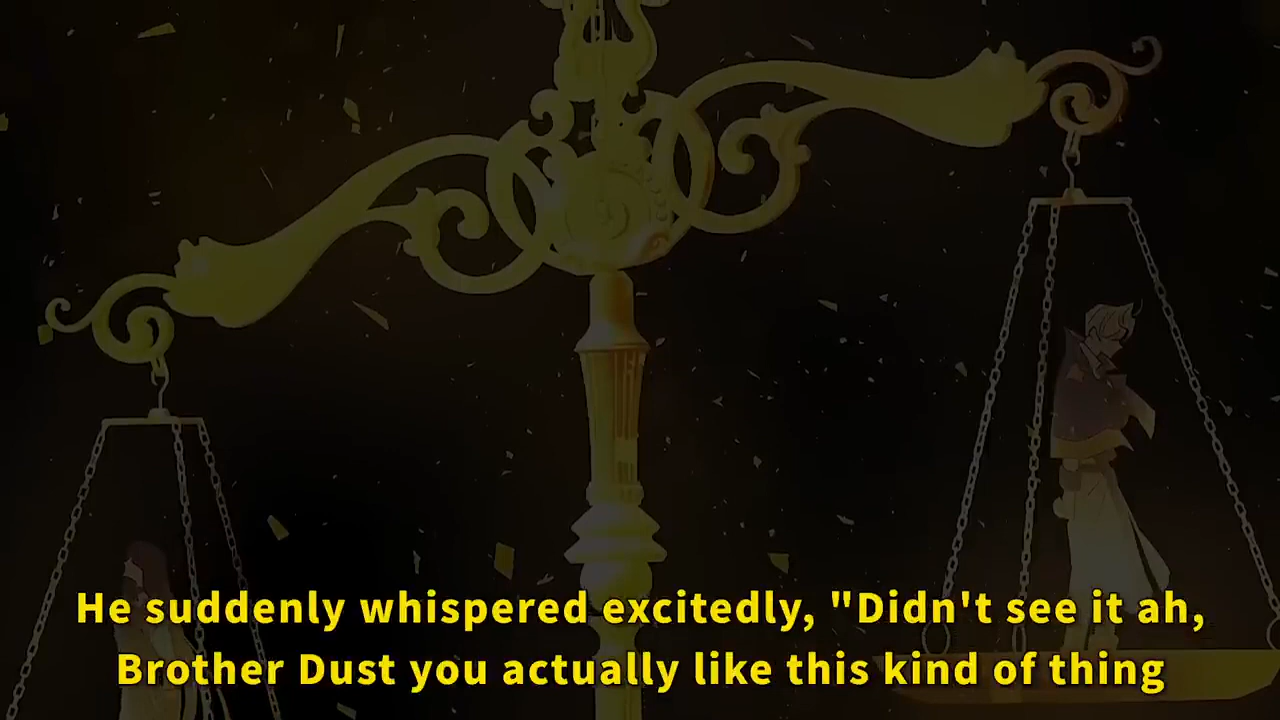 He suddenly whispered excitedly, "Didn't see it ah,
Brother Dust you actually like this kind of thing